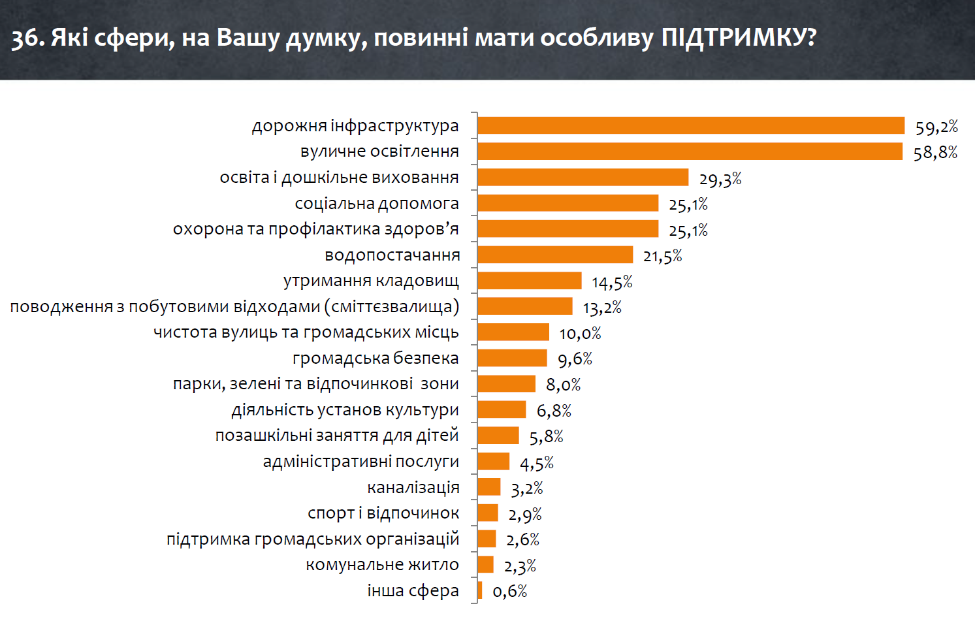 36. Які сфери, на Вашу думку, повинні мати особливу ПІДТРИМКУ?
дорожня інфраструктура 59,2%
вуличне освітлення 58,8%
освіта і дошкільне виховання 29,3%
соціальна допомога 25,1%
охорона та профілактика здоров’я 25,1%
водопостачання 21,5%
утримання кладовищ 14,5%
поводження з побутовими відходами (сміттєзвалища) 13,2%
чистота вулиць та громадських місць 10,0%
громадська безпека 9,6%
парки, зелені та відпочинкові зони 8,0%
діяльність установ культури 6,8%
позашкільні заняття для дітей 5,8%
адміністративні послуги 4,5%
каналізація 3,2%
спорт і відпочинок 2,9%
підтримка громадських організацій 2,6%
комунальне житло 2,3%
інша сфера 0,6%